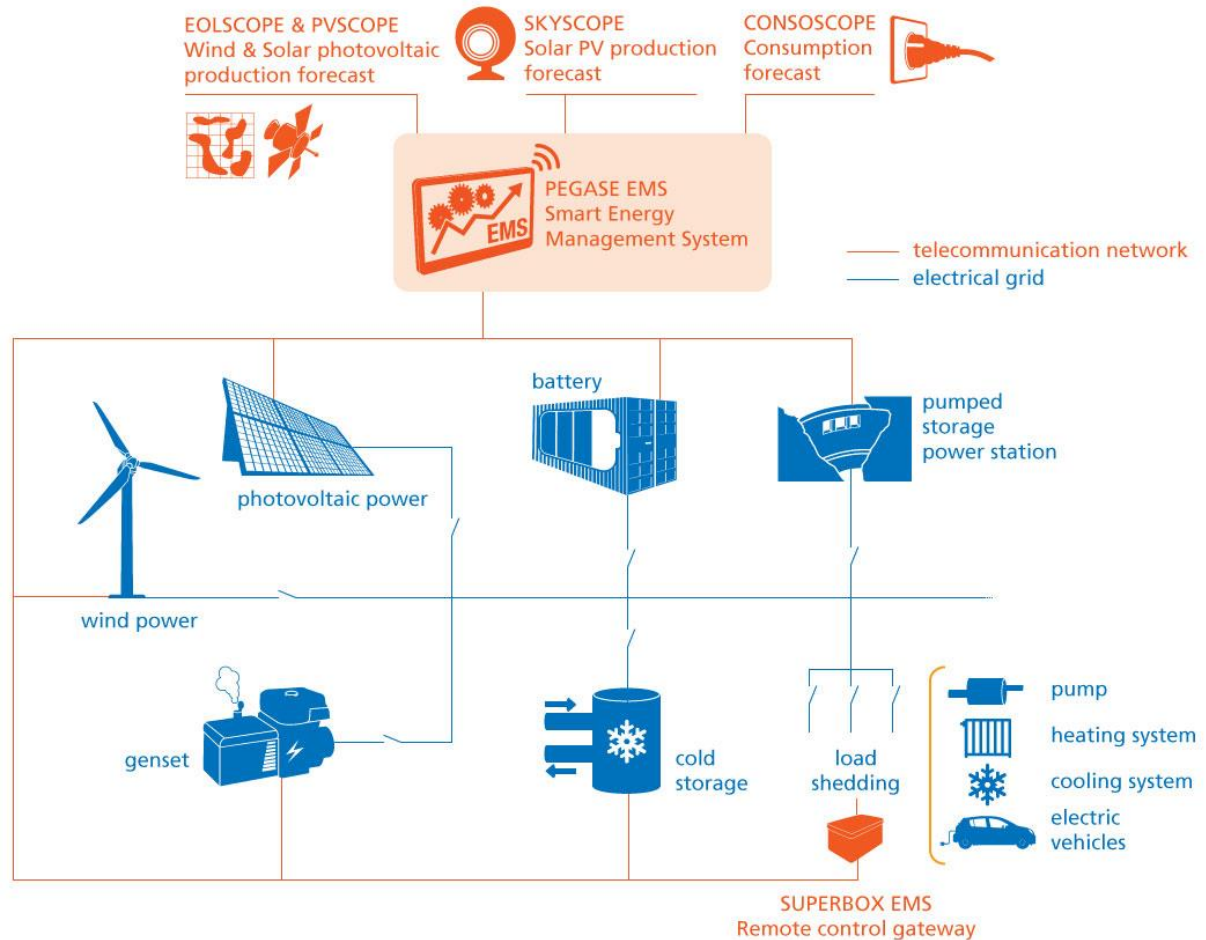 EOLSCOPE & PVSCOPE
Wind & Solar photovoltaic
production forecast
SKYSCOPE
Solar PV production
forecast
CONSOSCOPE
Consumption
forecast
EMS
PEGASE EMS
Smart Energy
Management System
telecommunication network
electrical grid
battery
pumped
storage
power station
photovoltaic power
wind power
genset
cold
storage
load
shedding
pump
heating system
cooling system
electric
vehicles
SUPERBOX EMS
Remote control gateway